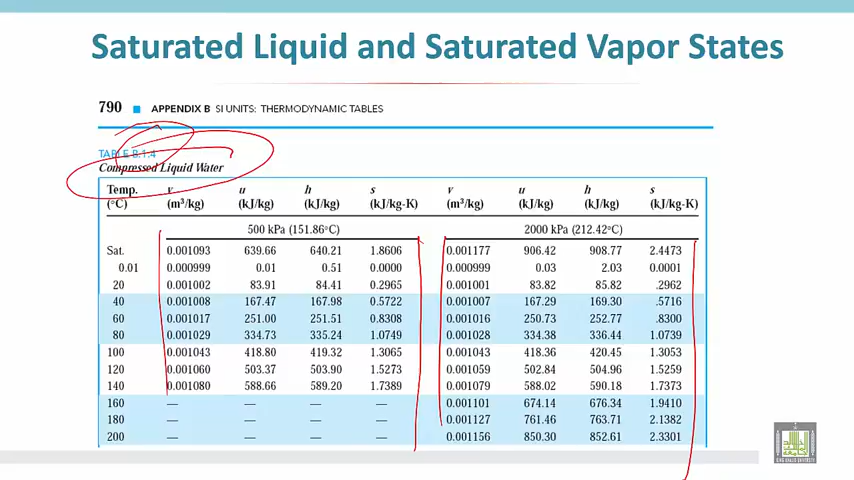 Saturated Liquid and Saturated Vapor States
790 ■ APPENDIX B SI UNITS: THERMODYNAMIC TABLES
TABLE B.1.4
Compressed Liquid Water
Temp. v u h s v u h s
(°C) (m³/kg) (kJ/kg) (kJ/kg) (kJ/kg-K) (m³/kg) (kJ/kg) (kJ/kg) (kJ/kg-K)
500 kPa (151.86°C) 2000 kPa (212.42°C)
Sat. 0.001093 639.66 640.21 1.8606 0.001177 906.42 908.77 2.4473
0.01 0.000999 0.01 0.51 0.0000 0.000999 0.03 2.03 0.0001
20 0.001002 83.91 84.41 0.2965 0.001001 83.82 85.82 .2962
40 0.001008 167.47 167.98 0.5722 0.001007 167.29 169.30 .5716
60 0.001017 251.00 251.51 0.8308 0.001016 250.73 252.77 .8300
80 0.001029 334.73 335.24 1.0749 0.001028 334.38 336.44 1.0739
100 0.001043 418.80 419.32 1.3065 0.001043 418.36 420.45 1.3053
120 0.001060 503.37 503.90 1.5273 0.001059 502.84 504.96 1.5259
140 0.001080 588.66 589.20 1.7389 0.001079 588.02 590.18 1.7373
160 — — — — 0.001101 674.14 676.34 1.9410
180 — — — — 0.001127 761.46 763.71 2.1382
200 — — — — 0.001156 850.30 852.61 2.3301
KING KHALID UNIVERSITY